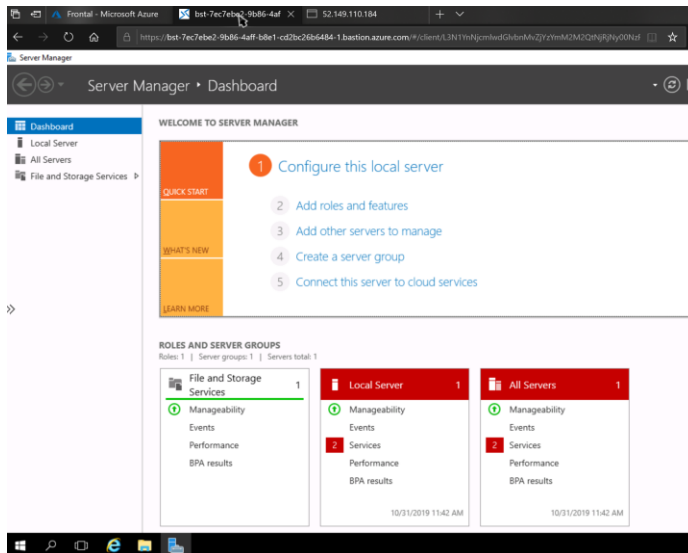 Frontal - Microsoft Azure
bst-7ec7ebe2-9b86-4af
52.149.110.184
https://bst-7ec7ebe2-9b86-4aff-b8e1-cd2bc26b6484-1.bastion.azure.com/#/client/
Server Manager
Server Manager • Dashboard
Dashboard
Local Server
All Servers
File and Storage Services
WELCOME TO SERVER MANAGER
QUICK START
WHAT'S NEW
LEARN MORE
1 Configure this local server
2 Add roles and features
3 Add other servers to manage
4 Create a server group
5 Connect this server to cloud services
ROLES AND SERVER GROUPS
Roles: 1 | Server groups: 1 | Servers total: 1
File and Storage
Services
1
Manageability
Events
Performance
BPA results
Local Server 1
Manageability
Events
2 Services
Performance
BPA results
10/31/2019 11:42 AM
All Servers 1
Manageability
Events
2 Services
Performance
BPA results
10/31/2019 11:42 AM